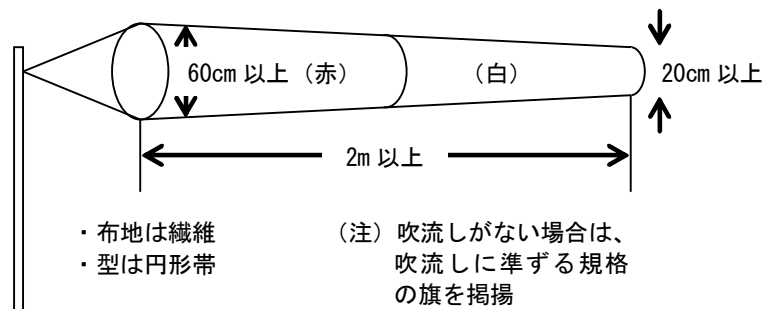 60cm 以上（赤）
（白）
20cm 以上
2m 以上
・布地は繊維
・型は円形帯
（注）吹流しがない場合は、
吹流しに準ずる規格
の旗を掲揚